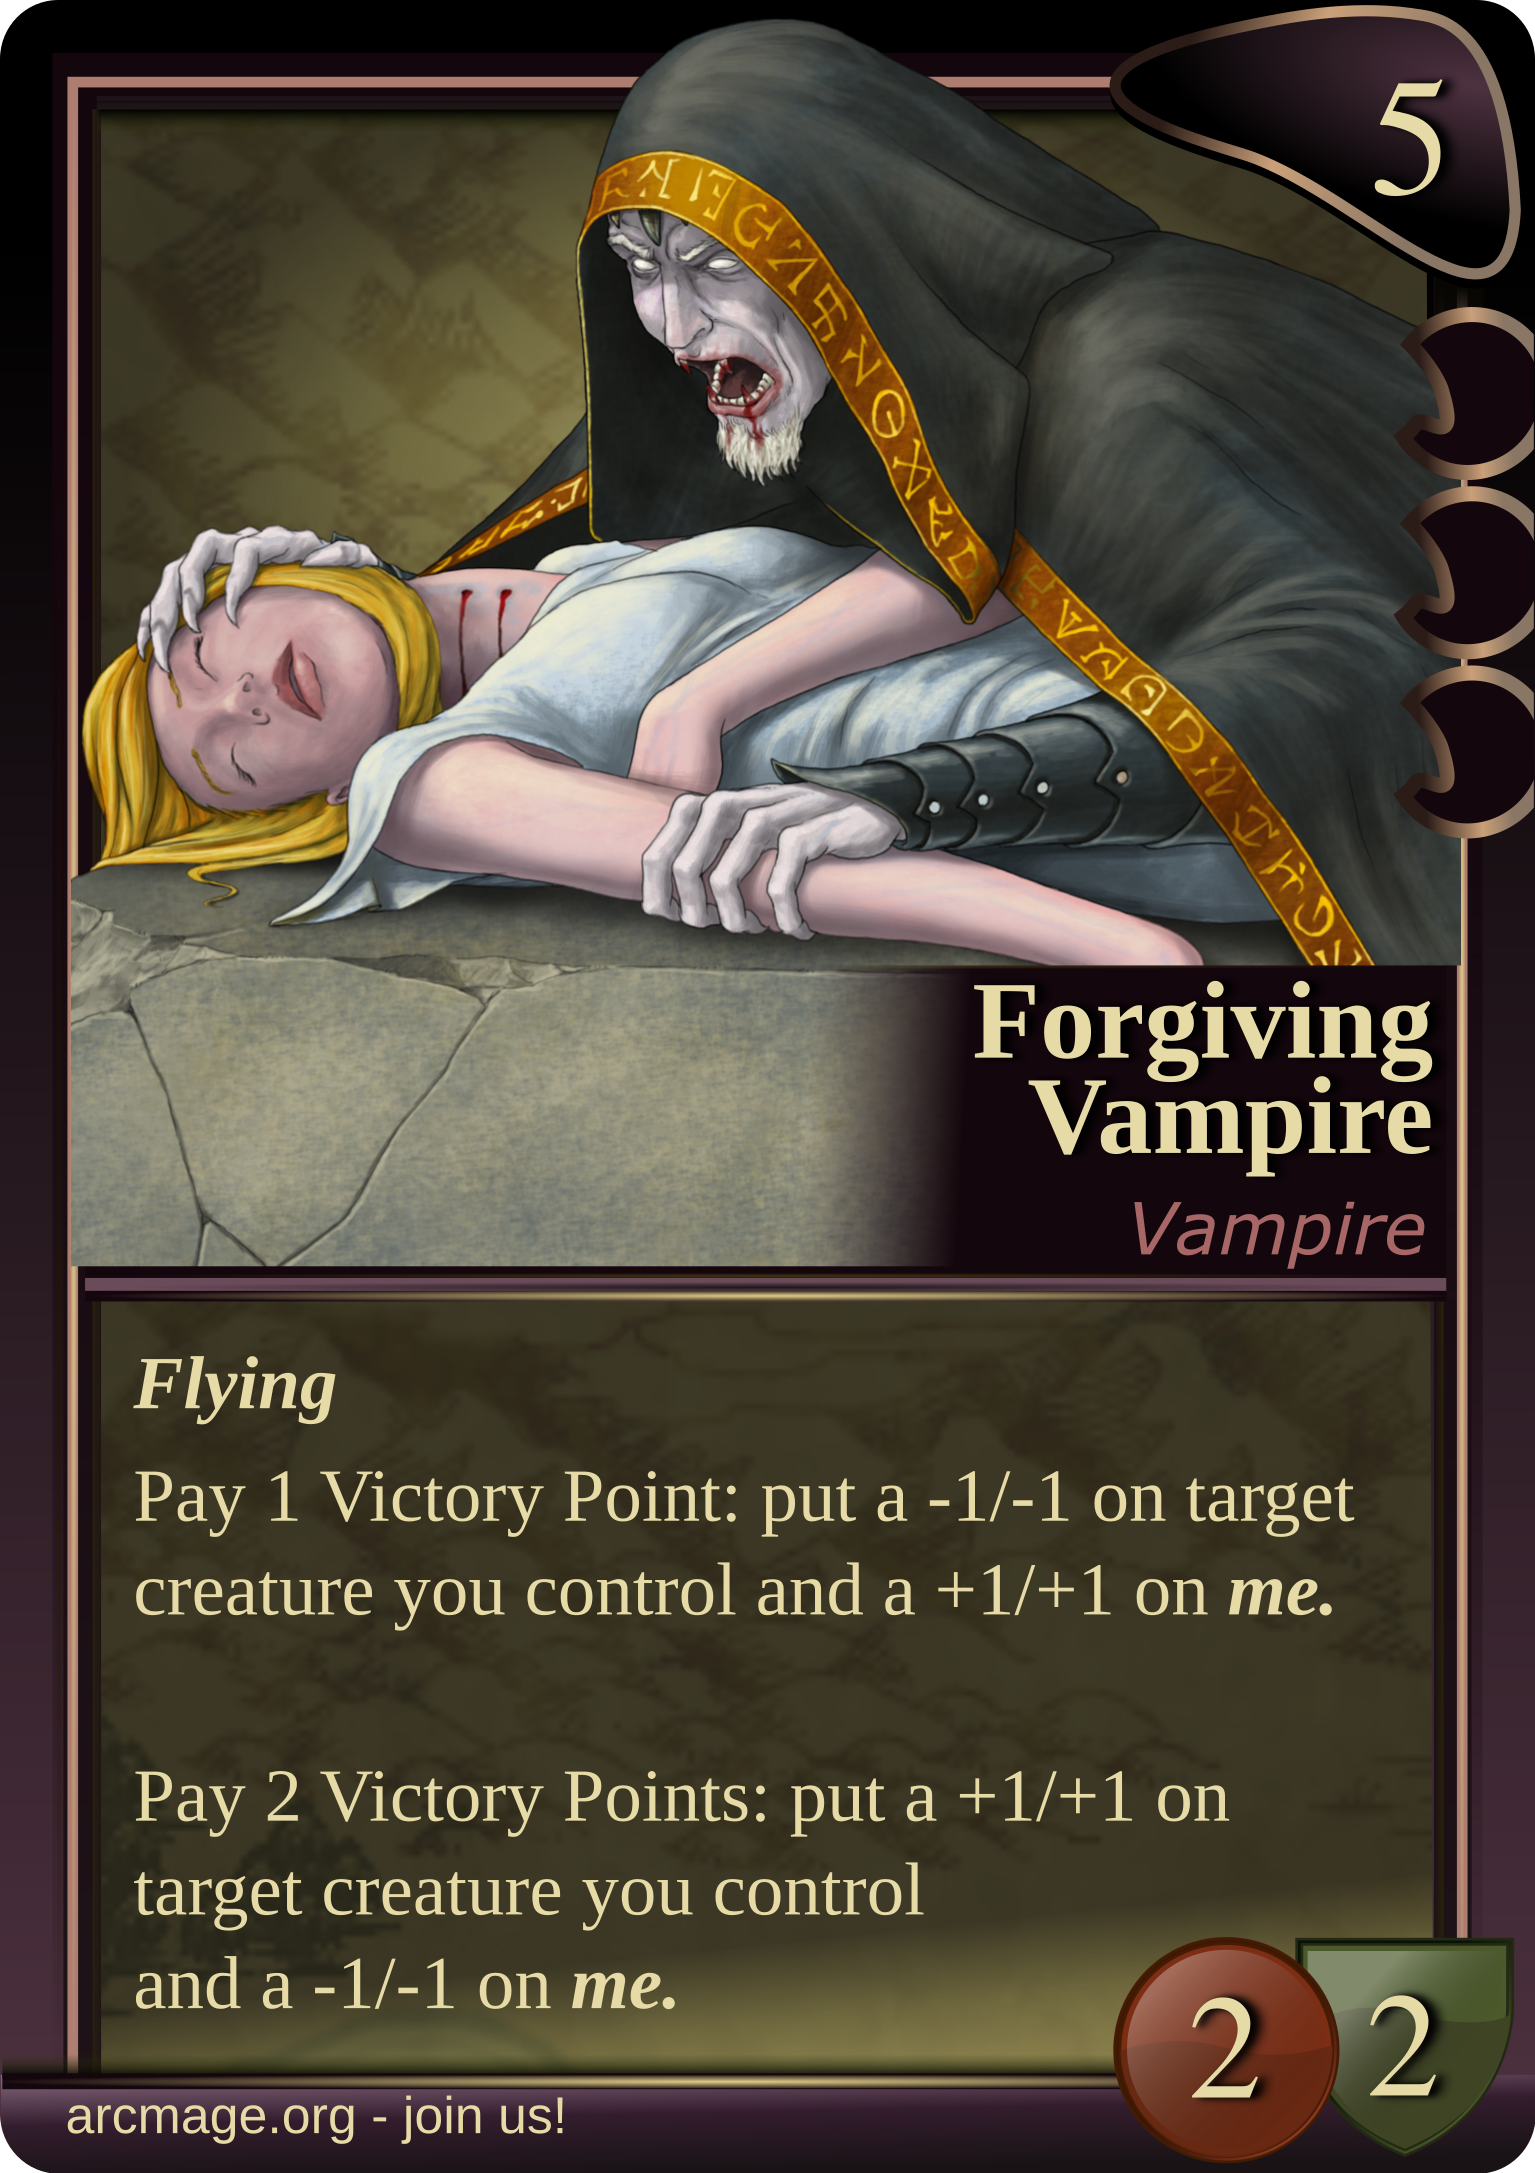 5
Forgiving
Vampire
Vampire
Flying
Pay 1 Victory Point: put a -1/-1 on target
creature you control and a +1/+1 on me.
Pay 2 Victory Points: put a +1/+1 on
target creature you control
and a -1/-1 on me.
2 2
arcmage.org - join us!